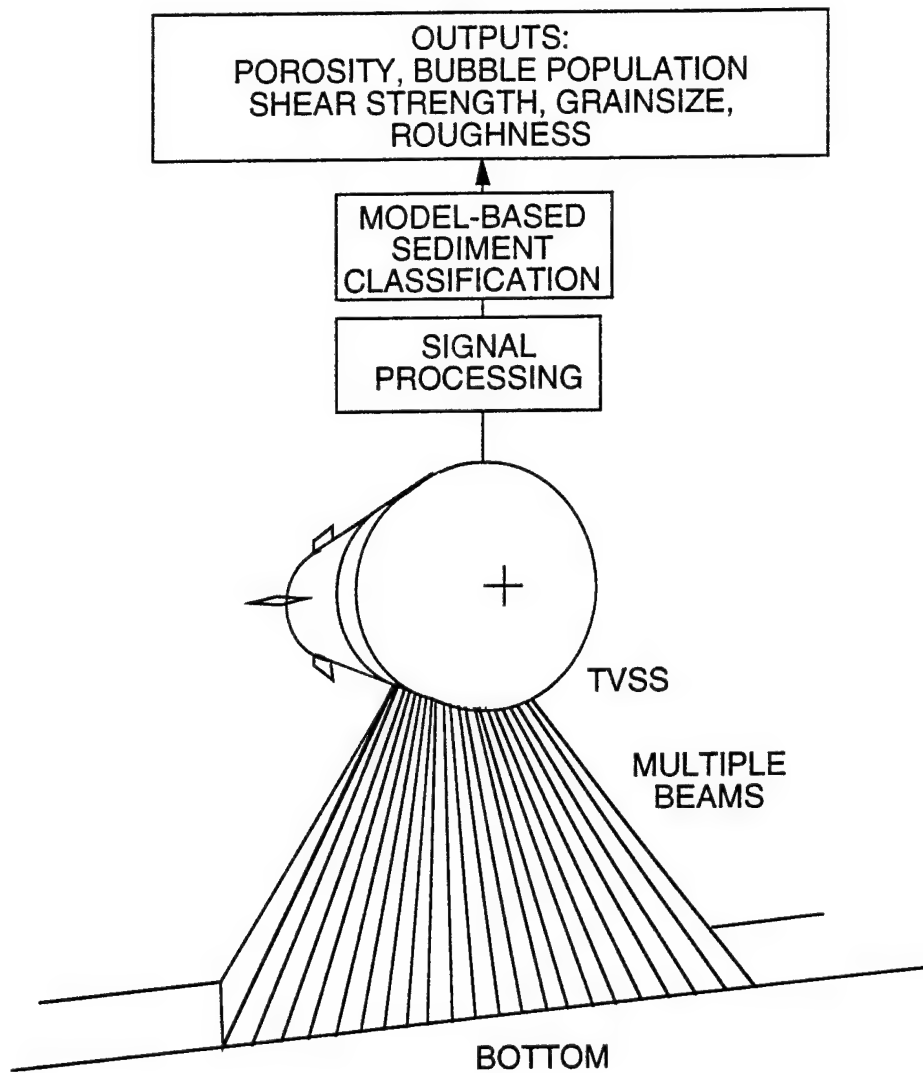 OUTPUTS:
POROSITY, BUBBLE POPULATION
SHEAR STRENGTH, GRAINSIZE,
ROUGHNESS
MODEL-BASED
SEDIMENT
CLASSIFICATION
SIGNAL
PROCESSING
TVSS
MULTIPLE
BEAMS
BOTTOM